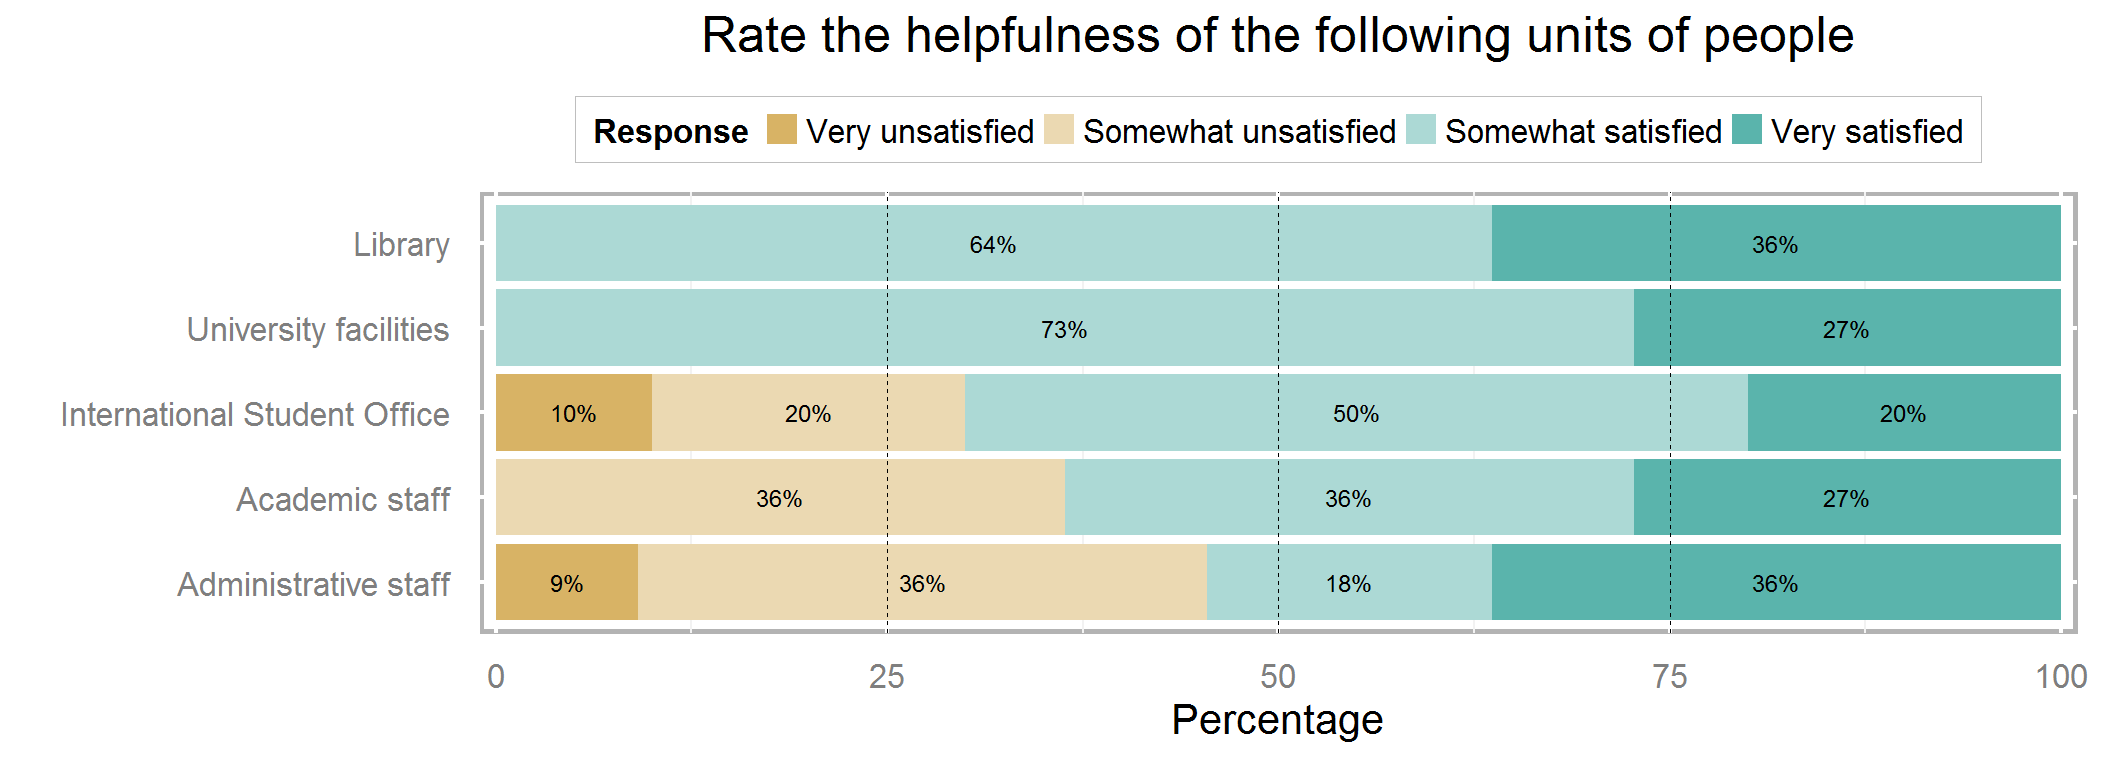 Rate the helpfulness of the following units of people
Response Very unsatisfied Somewhat unsatisfied Somewhat satisfied Very satisfied
Library 64% 36%
University facilities 73% 27%
International Student Office 10% 20% 50% 20%
Academic staff 36% 36% 27%
Administrative staff 9% 36% 18% 36%
0 25 50 75 100
Percentage